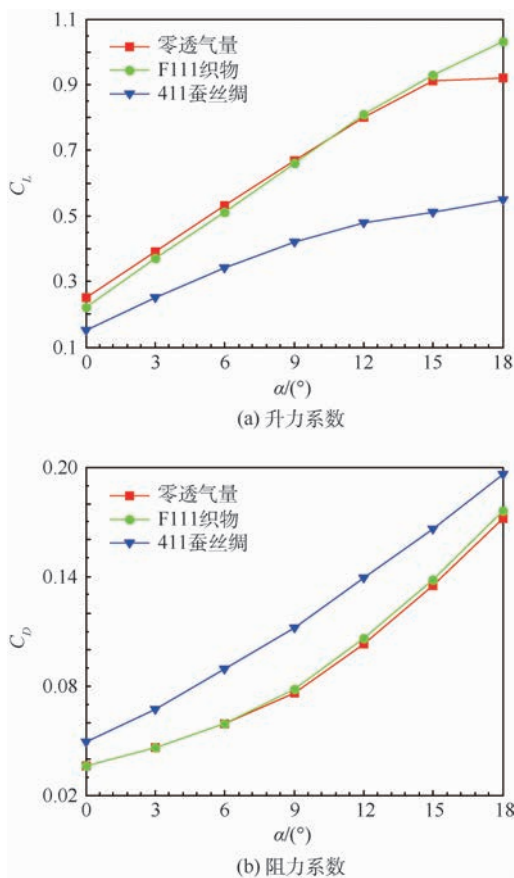 1.1
零透气量
F111织物
0.9
411蚕丝绸
0.7
C_L
0.5
0.3
0.1
0 3 6 9 12 15 18
α/(°)
(a) 升力系数
0.20
零透气量
F111织物
411蚕丝绸
0.14
C_D
0.08
0.02
0 3 6 9 12 15 18
α/(°)
(b) 阻力系数